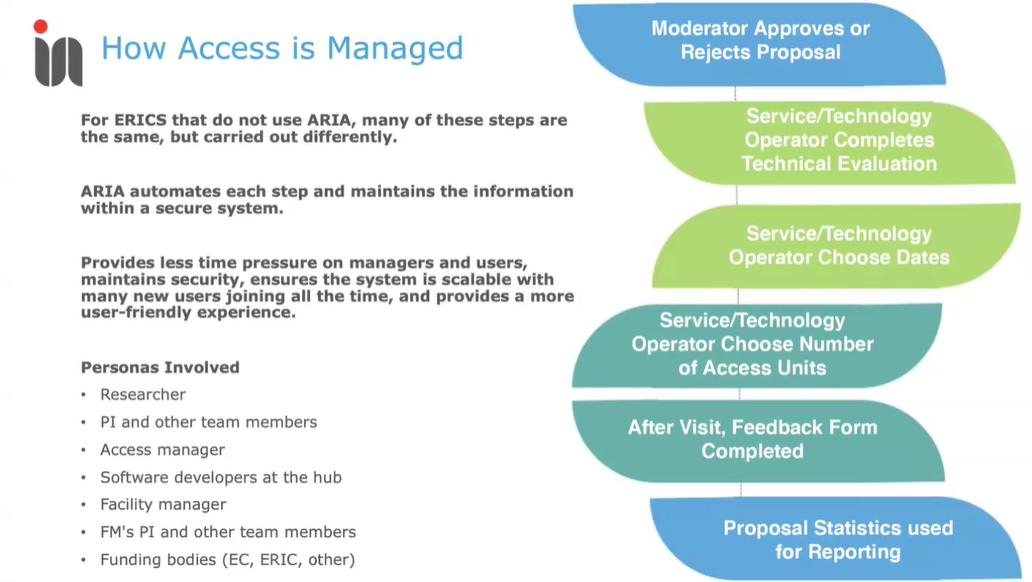 in
How Access is Managed
For ERICS that do not use ARIA, many of these steps are
the same, but carried out differently.
ARIA automates each step and maintains the information
within a secure system.
Provides less time pressure on managers and users,
maintains security, ensures the system is scalable with
many new users joining all the time, and provides a more
user-friendly experience.
Personas Involved
• Researcher
• PI and other team members
• Access manager
• Software developers at the hub
• Facility manager
• FM's PI and other team members
• Funding bodies (EC, ERIC, other)
Moderator Approves or
Rejects Proposal
Service/Technology
Operator Completes
Technical Evaluation
Service/Technology
Operator Choose Dates
Service/Technology
Operator Choose Number
of Access Units
After Visit, Feedback Form
Completed
Proposal Statistics used
for Reporting